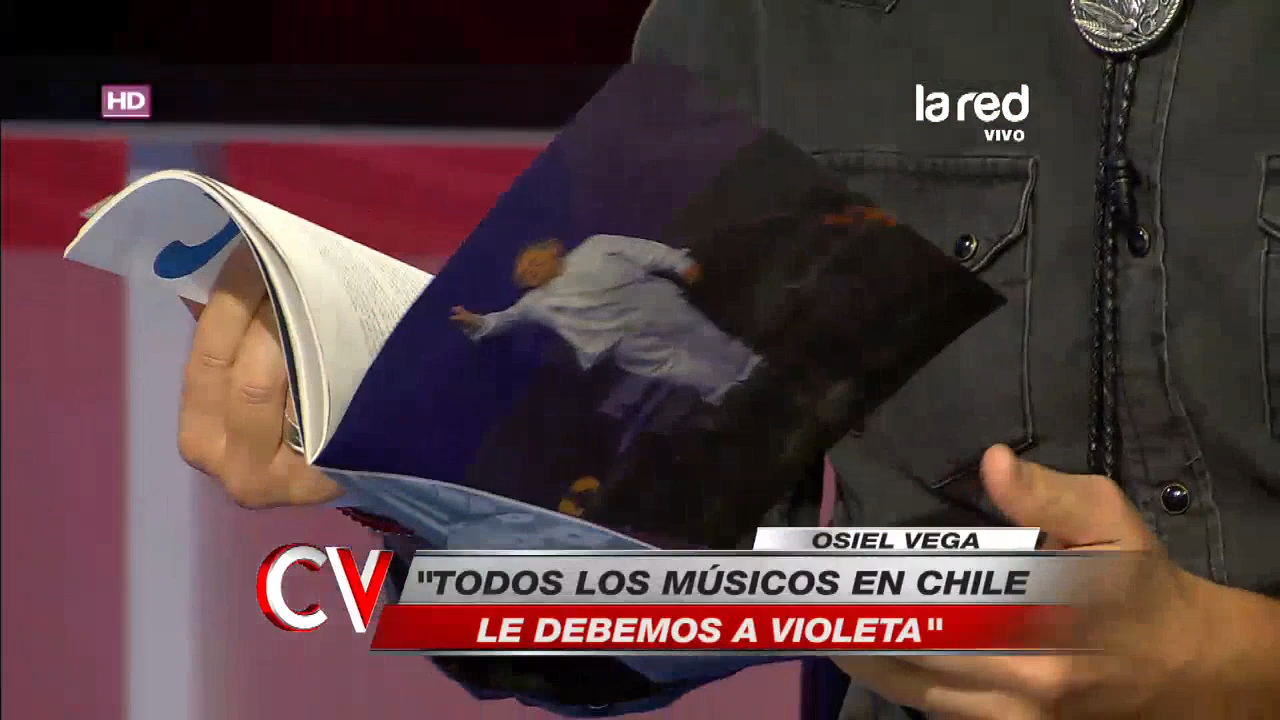 HD
la red
VIVO
OSIEL VEGA
CV
"TODOS LOS MÚSICOS EN CHILE
LE DEBEMOS A VIOLETA"